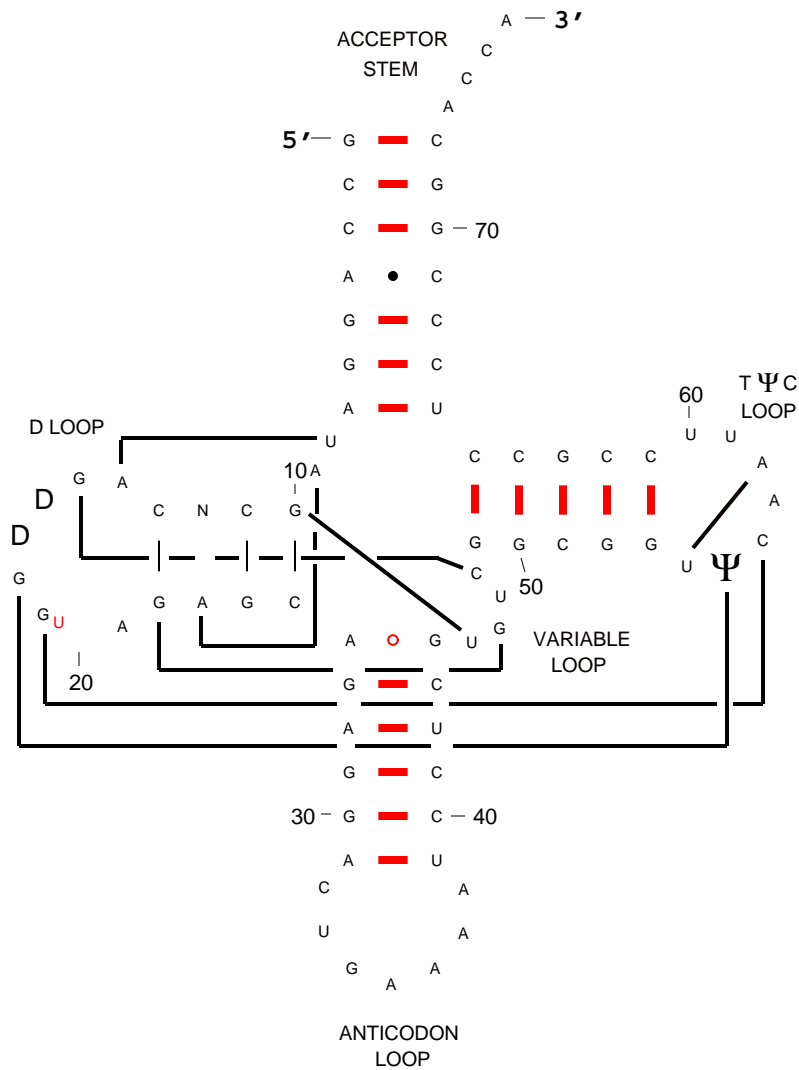 A 3′
C
ACCEPTOR
STEM
C
A
5′ G C
C G
C G 70
A C
G C
G C
T Ψ C
LOOP
60
A U
D LOOP
U
U U
A
10
C C G C C
A
G A
D
C N C G
A
D
G G C G G U Ψ C
G
C
50
G U
A
G A G C
U
G
A G U
VARIABLE
LOOP
20
G C
A U
G C
30 G C 40
A U
C A
U A
G A
A
ANTICODON
LOOP